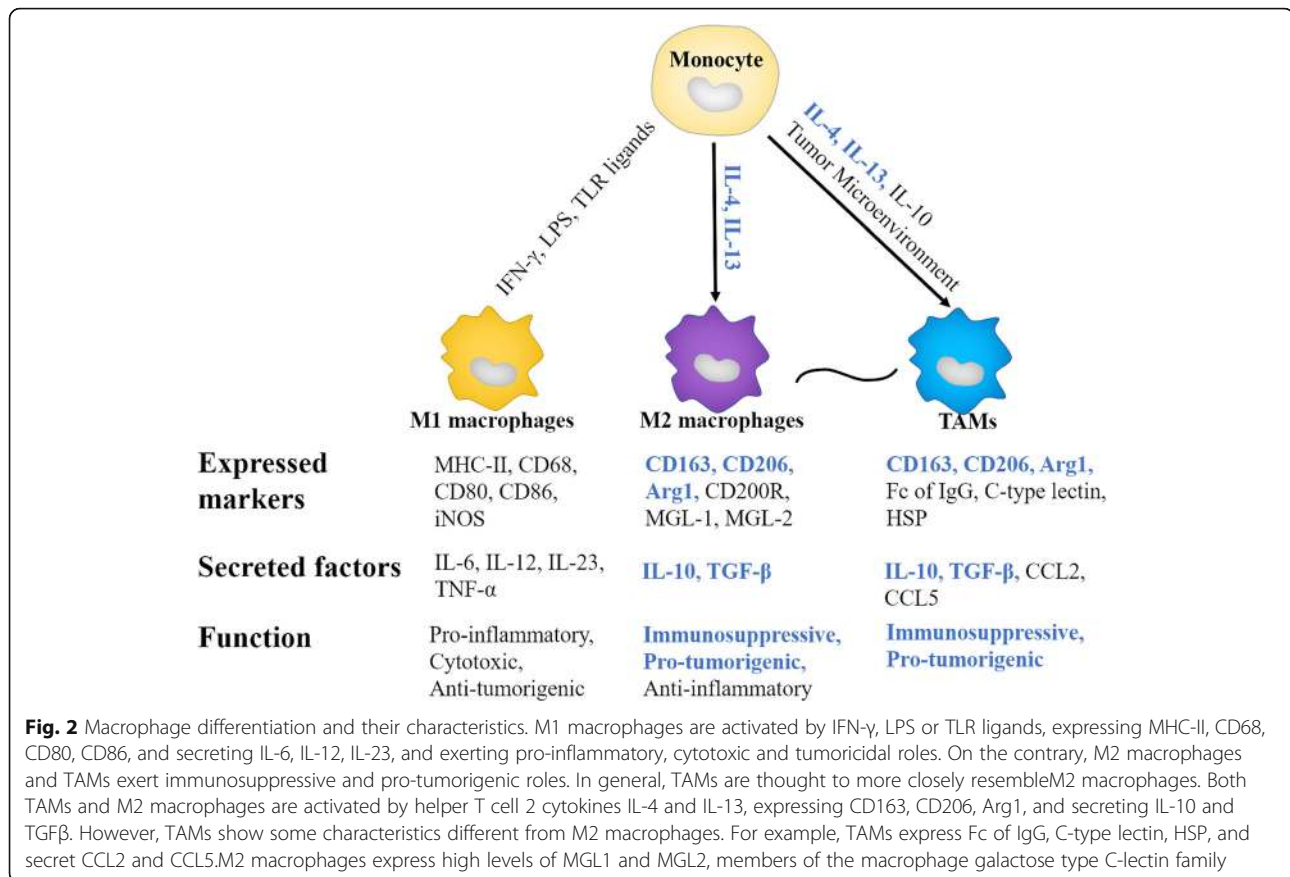 Monocyte
IFN-γ, LPS, TLR ligands
IL-4, IL-13
IL-4, IL-13, IL-10
Tumor Microenvironment
M1 macrophages
M2 macrophages
TAMs
Expressed
markers
MHC-II, CD68,
CD80, CD86,
iNOS
CD163, CD206,
Arg1, CD200R,
MGL-1, MGL-2
CD163, CD206, Arg1,
Fc of IgG, C-type lectin,
HSP
Secreted factors
IL-6, IL-12, IL-23,
TNF-α
IL-10, TGF-β
IL-10, TGF-β, CCL2,
CCL5
Function
Pro-inflammatory,
Cytotoxic,
Anti-tumorigenic
Immunosuppressive,
Pro-tumorigenic,
Anti-inflammatory
Immunosuppressive,
Pro-tumorigenic
Fig. 2 Macrophage differentiation and their characteristics. M1 macrophages are activated by IFN-γ, LPS or TLR ligands, expressing MHC-II, CD68,
CD80, CD86, and secreting IL-6, IL-12, IL-23, and exerting pro-inflammatory, cytotoxic and tumoricidal roles. On the contrary, M2 macrophages
and TAMs exert immunosuppressive and pro-tumorigenic roles. In general, TAMs are thought to more closely resembleM2 macrophages. Both
TAMs and M2 macrophages are activated by helper T cell 2 cytokines IL-4 and IL-13, expressing CD163, CD206, Arg1, and secreting IL-10 and
TGFβ. However, TAMs show some characteristics different from M2 macrophages. For example, TAMs express Fc of IgG, C-type lectin, HSP, and
secret CCL2 and CCL5.M2 macrophages express high levels of MGL1 and MGL2, members of the macrophage galactose type C-lectin family